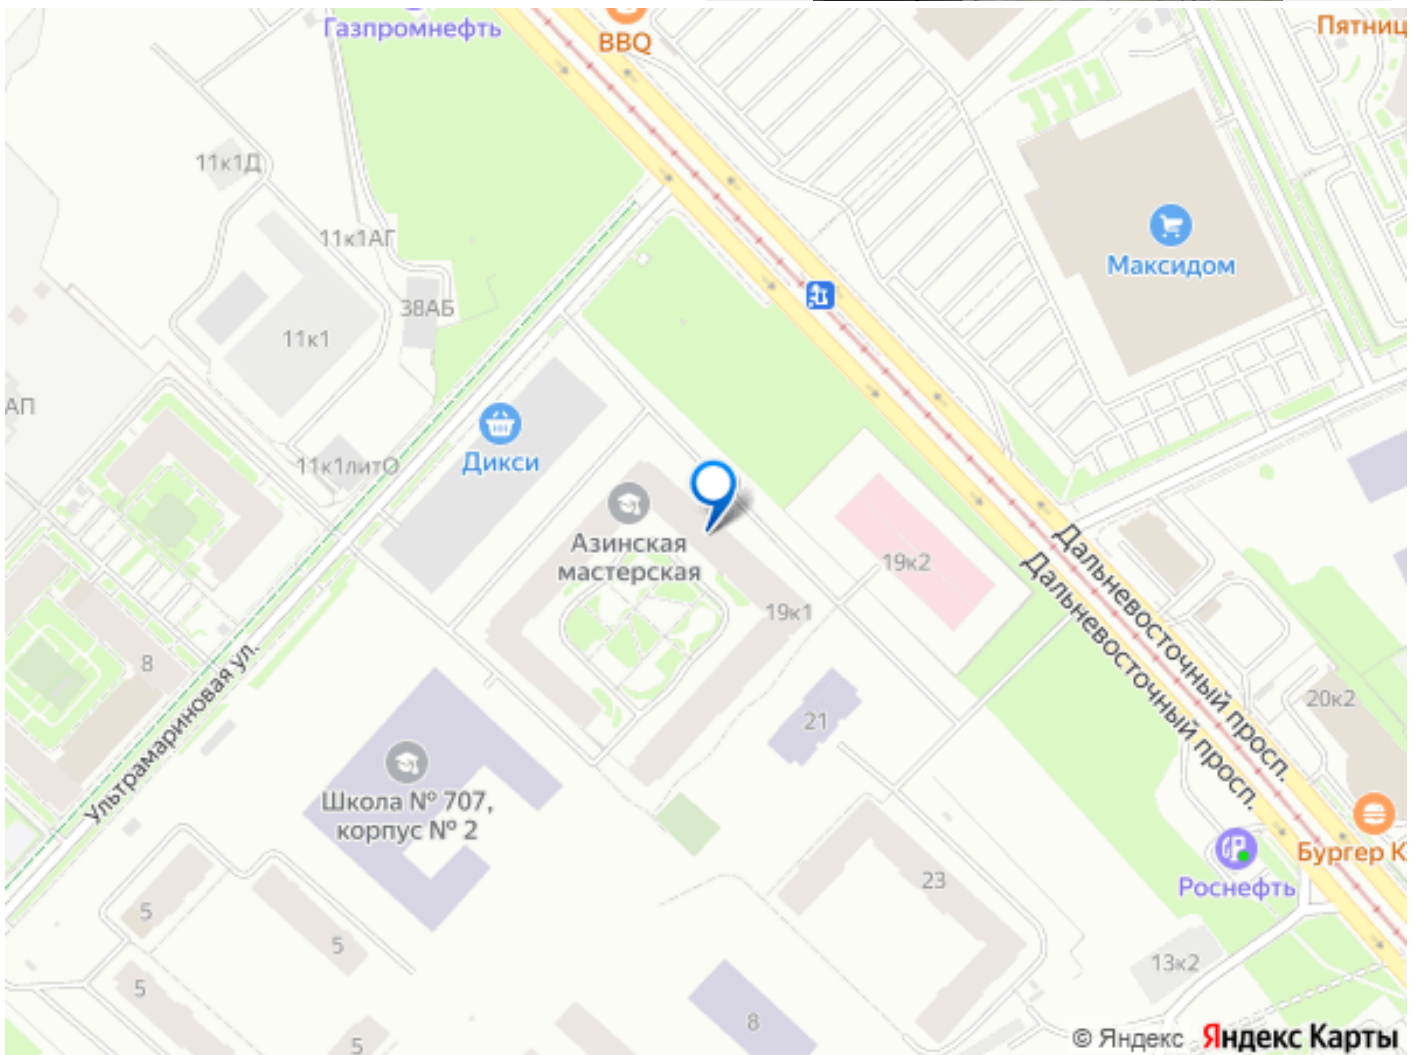 Газпромнефть
BBQ
Пятниц
11к1Д
11к1АГ
Максидом
38АБ
11к1
АП
11к1литО
Дикси
Азинская
мастерская
19к2
19к1
Дальневосточный просп.
Дальневосточный просп.
8
Ультрамариновая ул.
21
20к2
Школа № 707,
корпус № 2
Бургер К
Роснефть
23
5
5
5
13к2
8
5
© Яндекс Яндекс Карты